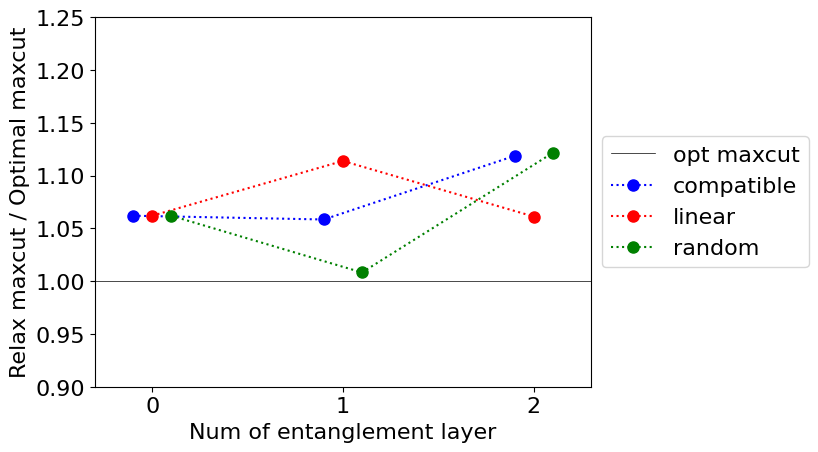 Relax maxcut / Optimal maxcut
1.25
1.20
1.15
1.10
1.05
1.00
0.95
0.90
0
1
2
Num of entanglement layer
opt maxcut
compatible
linear
random